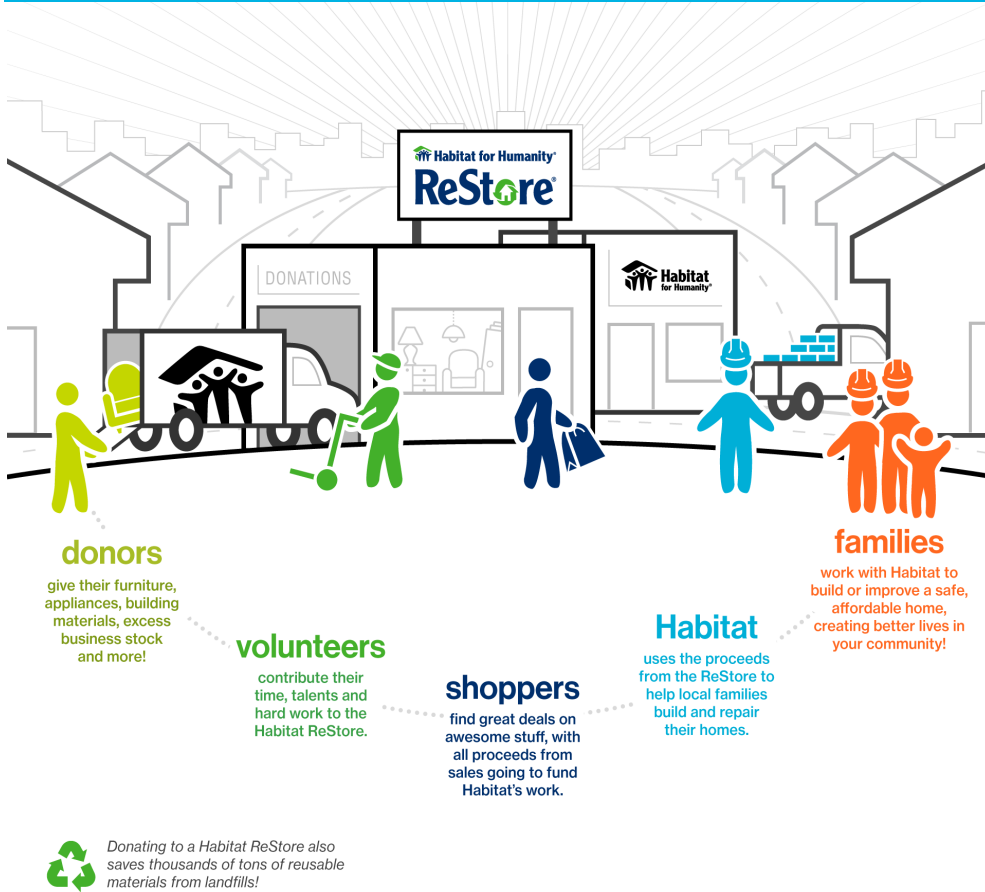 Habitat for Humanity®
ReStore®
DONATIONS
Habitat
for Humanity®
donors
give their furniture,
appliances, building
materials, excess
business stock
and more!
volunteers
contribute their
time, talents and
hard work to the
Habitat ReStore.
shoppers
find great deals on
awesome stuff, with
all proceeds from
sales going to fund
Habitat's work.
Habitat
uses the proceeds
from the ReStore to
help local families
build and repair
their homes.
families
work with Habitat to
build or improve a safe,
affordable home,
creating better lives in
your community!
Donating to a Habitat ReStore also
saves thousands of tons of reusable
materials from landfills!